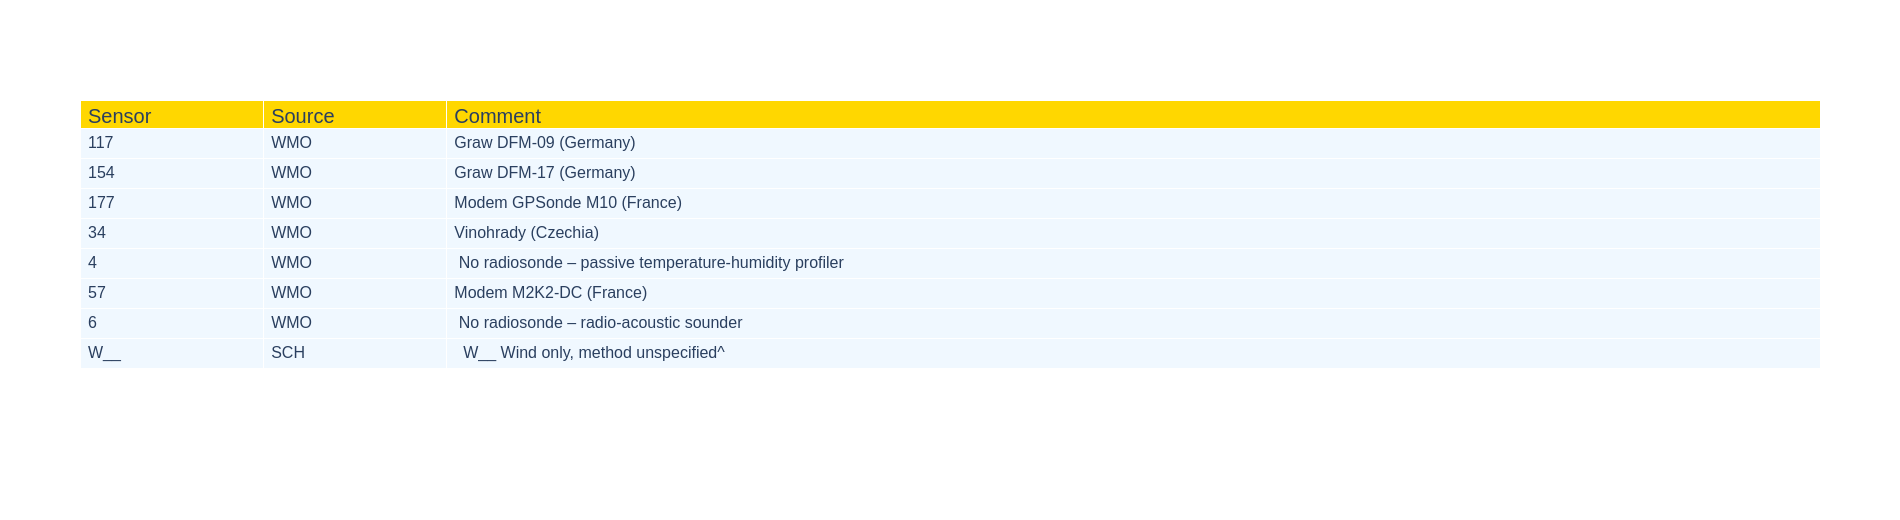 Sensor Source Comment
117 WMO Graw DFM-09 (Germany)
154 WMO Graw DFM-17 (Germany)
177 WMO Modem GPSonde M10 (France)
34 WMO Vinohrady (Czechia)
4 WMO No radiosonde – passive temperature-humidity profiler
57 WMO Modem M2K2-DC (France)
6 WMO No radiosonde – radio-acoustic sounder
W__ SCH W__ Wind only, method unspecified^